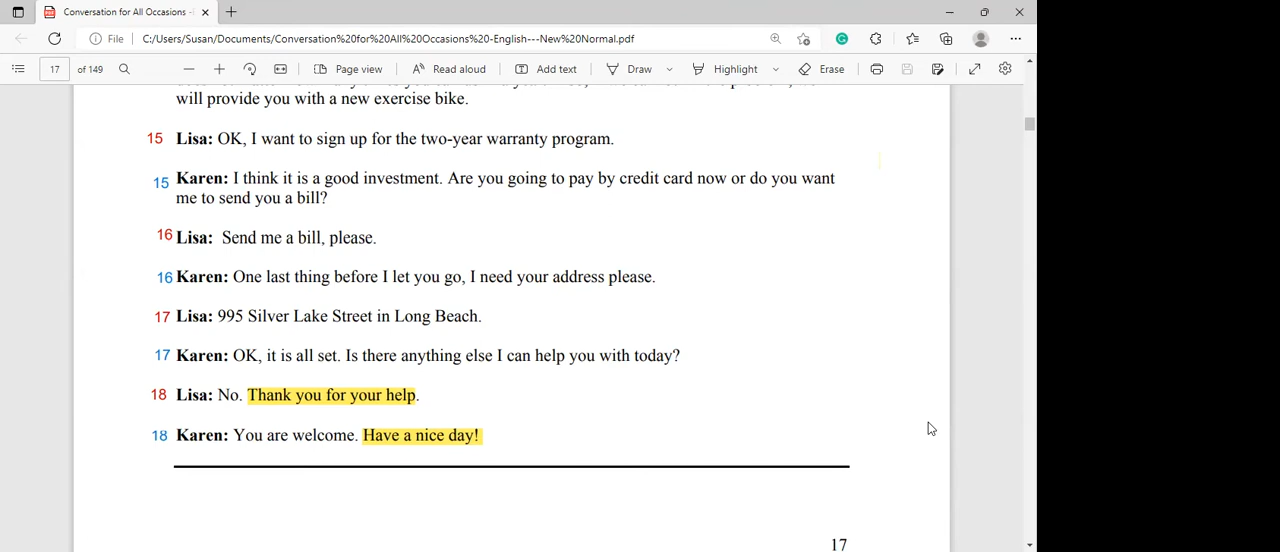 Conversation for All Occasions -
File C:/Users/Susan/Documents/Conversation%20for%20All%20Occasions%20-English---New%20Normal.pdf
17 of 149 Page view Read aloud Add text Draw Highlight Erase
will provide you with a new exercise bike.
15 Lisa: OK, I want to sign up for the two-year warranty program.
15 Karen: I think it is a good investment. Are you going to pay by credit card now or do you want
me to send you a bill?
16 Lisa: Send me a bill, please.
16 Karen: One last thing before I let you go, I need your address please.
17 Lisa: 995 Silver Lake Street in Long Beach.
17 Karen: OK, it is all set. Is there anything else I can help you with today?
18 Lisa: No. Thank you for your help.
18 Karen: You are welcome. Have a nice day!
17